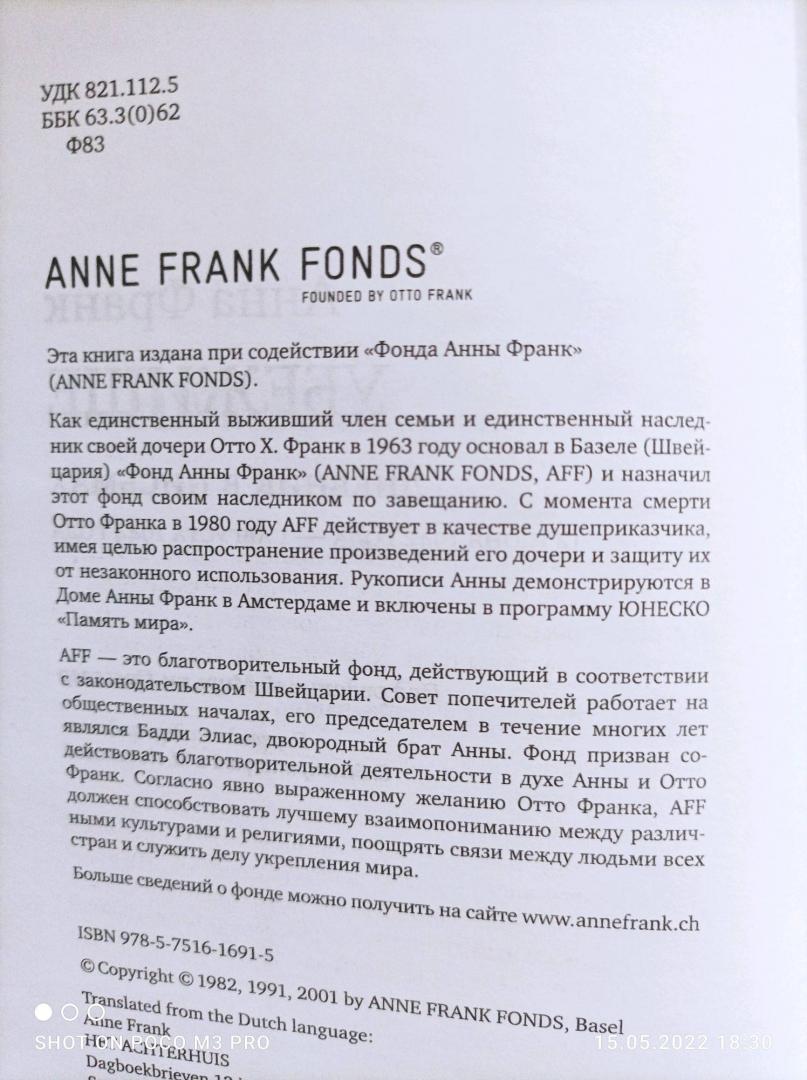 УДК 821.112.5
ББК 63.3(0)62
Ф83
ANNE FRANK FONDS®
FOUNDED BY OTTO FRANK
Эта книга издана при содействии «Фонда Анны Франк»
(ANNE FRANK FONDS).
Как единственный выживший член семьи и единственный наслед-
ник своей дочери Отто Х. Франк в 1963 году основал в Базеле (Швей-
цария) «Фонд Анны Франк» (ANNE FRANK FONDS, AFF) и назначил
этот фонд своим наследником по завещанию. С момента смерти
Отто Франка в 1980 году AFF действует в качестве душеприказчика,
имея целью распространение произведений его дочери и защиту их
от незаконного использования. Рукописи Анны демонстрируются в
Доме Анны Франк в Амстердаме и включены в программу ЮНЕСКО
«Память мира».
AFF — это благотворительный фонд, действующий в соответствии
с законодательством Швейцарии. Совет попечителей работает на
общественных началах, его председателем в течение многих лет
являлся Бадди Элиас, двоюродный брат Анны. Фонд призван со-
действовать благотворительной деятельности в духе Анны и Отто
Франк. Согласно явно выраженному желанию Отто Франка, AFF
должен способствовать лучшему взаимопониманию между различ-
ными культурами и религиями, поощрять связи между людьми всех
стран и служить делу укрепления мира.
Больше сведений о фонде можно получить на сайте www.annefrank.ch
ISBN 978-5-7516-1691-5
© Copyright © 1982, 1991, 2001 by ANNE FRANK FONDS, Basel
Translated from the Dutch language:
Anne Frank
Het ACHTERHUIS
Dagboekbrieven 12
SHOT ON POCO M3 PRO
15.05.2022 18:30